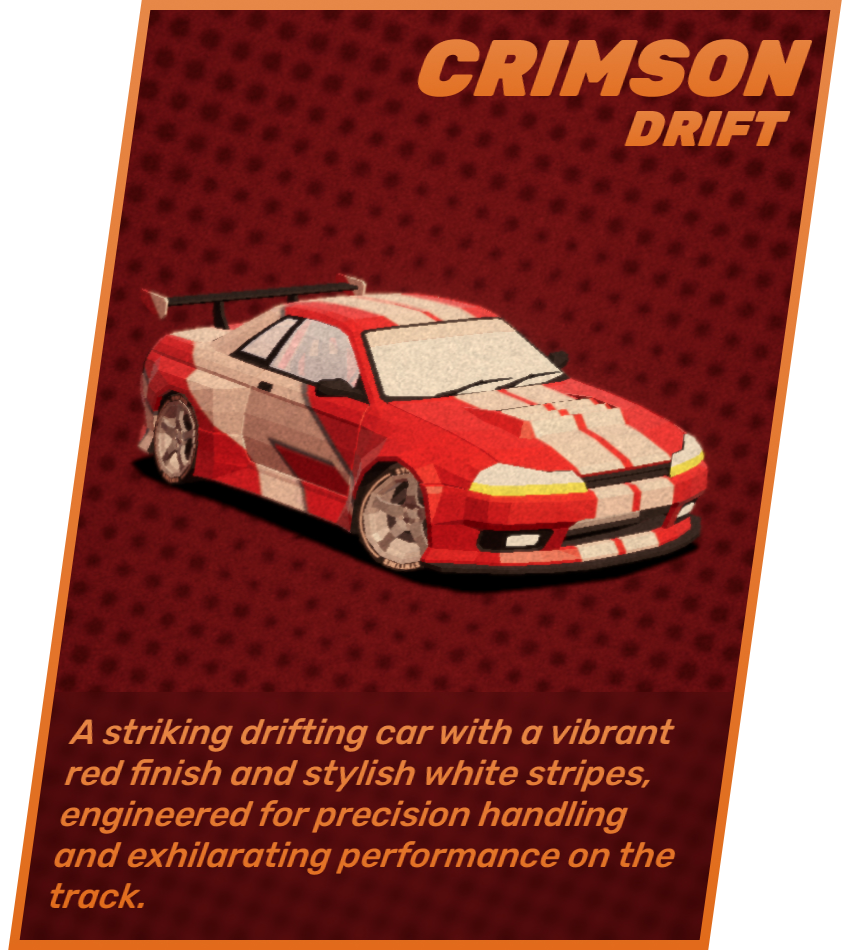 CRIMSON
DRIFT
A striking drifting car with a vibrant
red finish and stylish white stripes,
engineered for precision handling
and exhilarating performance on the
track.